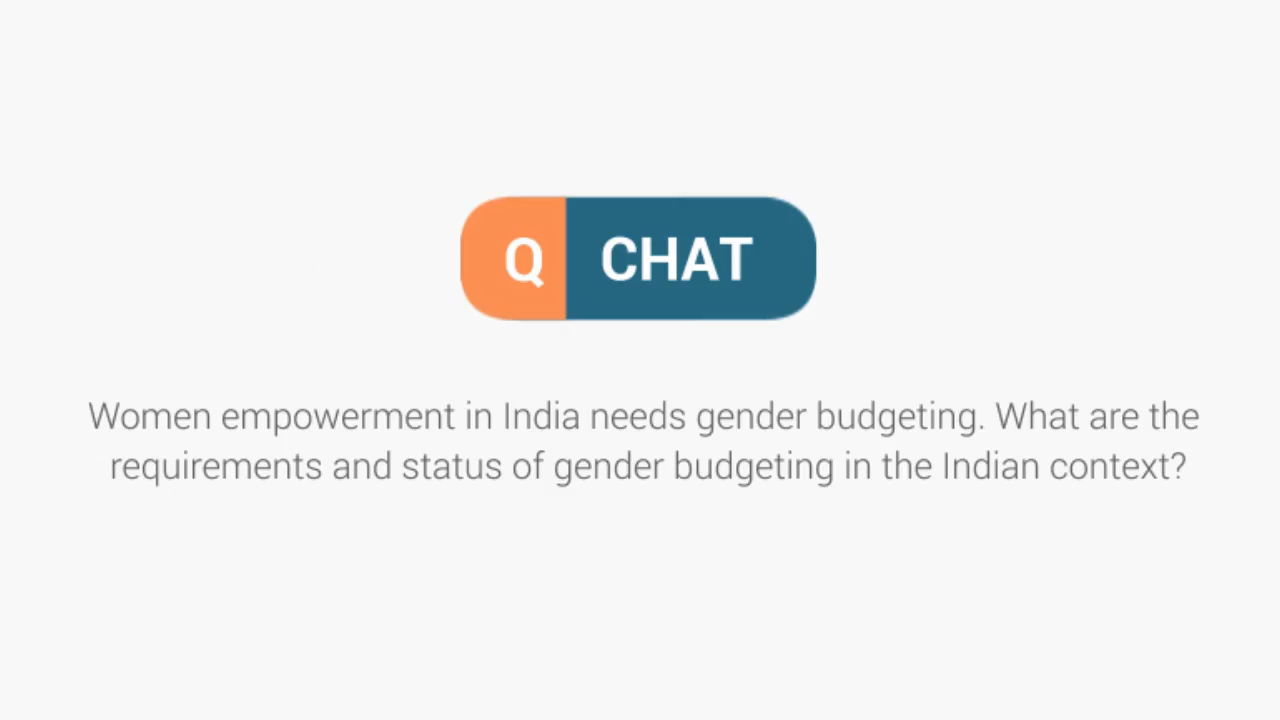 Q CHAT
Women empowerment in India needs gender budgeting. What are the
requirements and status of gender budgeting in the Indian context?